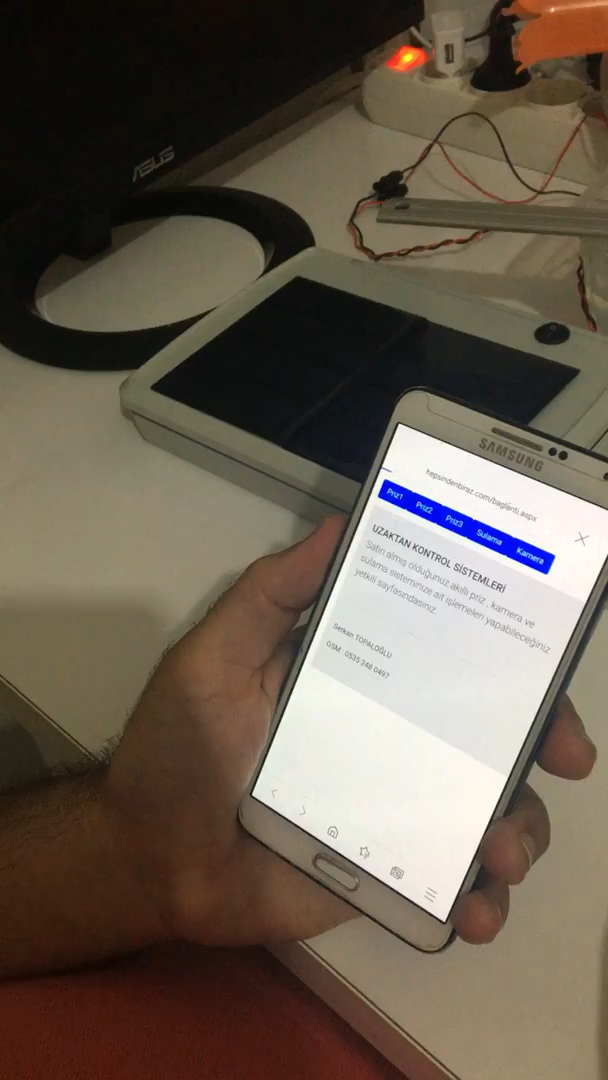 ASUS
SAMSUNG
hepsindenbiraz.com/baglanti.aspx
Priz1 Priz2 Priz3 Sulama Kamera
UZAKTAN KONTROL SİSTEMLERİ
Satın almış olduğunuz akıllı priz , kamera ve
sulama sisteminize ait işlemeleri yapabileceğiniz
yetkili sayfasındasınız.
Serkan TOPALOĞLU
GSM : 0535 248 0497